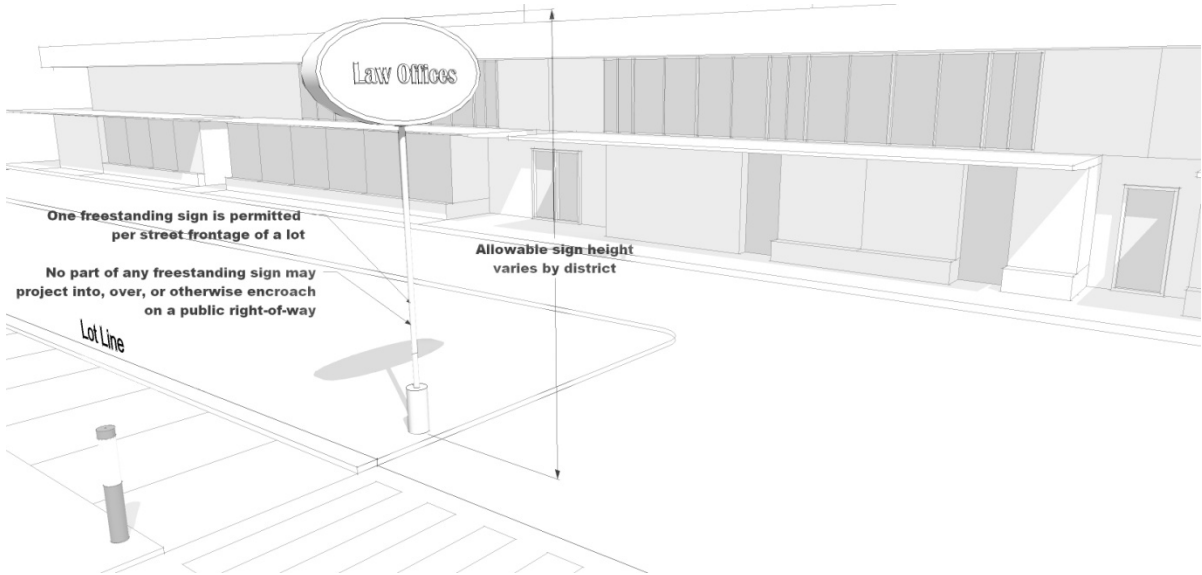 Law Offices
One freestanding sign is permitted
per street frontage of a lot
Allowable sign height
varies by district
No part of any freestanding sign may
project into, over, or otherwise encroach
on a public right-of-way
Lot Line